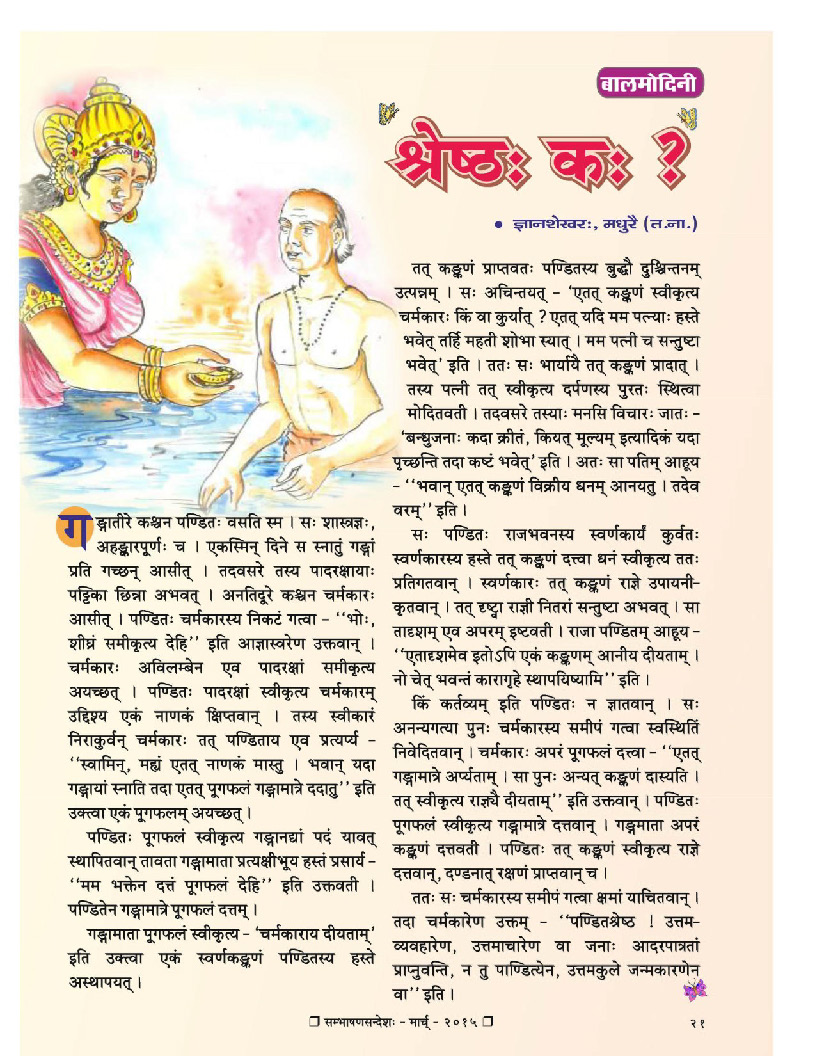 बालमोदिनी
श्रेष्ठः कः ?
• ज्ञानशेखरः, मधुरै (त.ना.)
गङ्गातीरे कश्चन पण्डितः वसति स्म । सः शास्त्रज्ञः,
अहङ्कारपूर्णः च । एकस्मिन् दिने स स्नातुं गङ्गां
प्रति गच्छन् आसीत् । तदवसरे तस्य पादरक्षायाः
पट्टिका छिन्ना अभवत् । अनतिदूरे कश्चन चर्मकारः
आसीत् । पण्डितः चर्मकारस्य निकटं गत्वा – ‘‘भोः,
शीघ्रं समीकृत्य देहि’’ इति आज्ञास्वरेण उक्तवान् ।
चर्मकारः अविलम्बेन एव पादरक्षां समीकृत्य
अयच्छत् । पण्डितः पादरक्षां स्वीकृत्य चर्मकारम्
उद्दिश्य एकं नाणकं क्षिप्तवान् । तस्य स्वीकारं
निराकुर्वन् चर्मकारः तत् पण्डिताय एव प्रत्यर्प्य –
‘‘स्वामिन्, मह्यं एतत् नाणकं मास्तु । भवान् यदा
गङ्गायां स्नाति तदा एतत् पूगफलं गङ्गामात्रे ददातु’’ इति
उक्त्वा एकं पूगफलम् अयच्छत् ।
पण्डितः पूगफलं स्वीकृत्य गङ्गानद्यां पदं यावत्
स्थापितवान् तावता गङ्गामाता प्रत्यक्षीभूय हस्तं प्रसार्य –
‘‘मम भक्तेन दत्तं पूगफलं देहि’’ इति उक्तवती ।
पण्डितेन गङ्गामात्रे पूगफलं दत्तम् ।
गङ्गामाता पूगफलं स्वीकृत्य – ‘चर्मकाराय दीयताम्’
इति उक्त्वा एकं स्वर्णकङ्कणं पण्डितस्य हस्ते
अस्थापयत् ।
तत् कङ्कणं प्राप्तवतः पण्डितस्य बुद्धौ दुश्चिन्तनम्
उत्पन्नम् । सः अचिन्तयत् – ‘एतत् कङ्कणं स्वीकृत्य
चर्मकारः किं वा कुर्यात् ? एतत् यदि मम पत्न्याः हस्ते
भवेत् तर्हि महती शोभा स्यात् । मम पत्नी च सन्तुष्टा
भवेत्’ इति । ततः सः भार्यायै तत् कङ्कणं प्रादात् ।
तस्य पत्नी तत् स्वीकृत्य दर्पणस्य पुरतः स्थित्वा
मोदितवती । तदवसरे तस्याः मनसि विचारः जातः –
‘बन्धुजनाः कदा क्रीतं, कियत् मूल्यम् इत्यादिकं यदा
पृच्छन्ति तदा कष्टं भवेत्’ इति । अतः सा पतिम् आहूय
– ‘‘भवान् एतत् कङ्कणं विक्रीय धनम् आनयतु । तदेव
वरम्’’ इति ।
सः पण्डितः राजभवनस्य स्वर्णकार्यं कुर्वतः
स्वर्णकारस्य हस्ते तत् कङ्कणं दत्त्वा धनं स्वीकृत्य ततः
प्रतिगतवान् । स्वर्णकारः तत् कङ्कणं राज्ञे उपायनी-
कृतवान् । तत् दृष्ट्वा राज्ञी नितरां सन्तुष्टा अभवत् । सा
तादृशम् एव अपरम् इष्टवती । राजा पण्डितम् आहूय –
‘‘एतादृशमेव इतोऽपि एकं कङ्कणम् आनीय दीयताम् ।
नो चेत् भवन्तं कारागृहे स्थापयिष्यामि’’ इति ।
किं कर्तव्यम् इति पण्डितः न ज्ञातवान् । सः
अनन्यगत्या पुनः चर्मकारस्य समीपं गत्वा स्वस्थितिं
निवेदितवान् । चर्मकारः अपरं पूगफलं दत्त्वा – ‘‘एतत्
गङ्गामात्रे अर्प्यताम् । सा पुनः अन्यत् कङ्कणं दास्यति ।
तत् स्वीकृत्य राज्ञ्यै दीयताम्’’ इति उक्तवान् । पण्डितः
पूगफलं स्वीकृत्य गङ्गामात्रे दत्तवान् । गङ्गमाता अपरं
कङ्कणं दत्तवती । पण्डितः तत् कङ्कणं स्वीकृत्य राज्ञे
दत्तवान्, दण्डनात् रक्षणं प्राप्तवान् च ।
ततः सः चर्मकारस्य समीपं गत्वा क्षमां याचितवान् ।
तदा चर्मकारेण उक्तम् – ‘‘पण्डितश्रेष्ठ ! उत्तम-
व्यवहारेण, उत्तमाचारेण वा जनाः आदरपात्रतां
प्राप्नुवन्ति, न तु पाण्डित्येन, उत्तमकुले जन्मकारणेन
वा’’ इति ।
❐ सम्भाषणसन्देशः – मार्च् – २०१५ ❐ २१